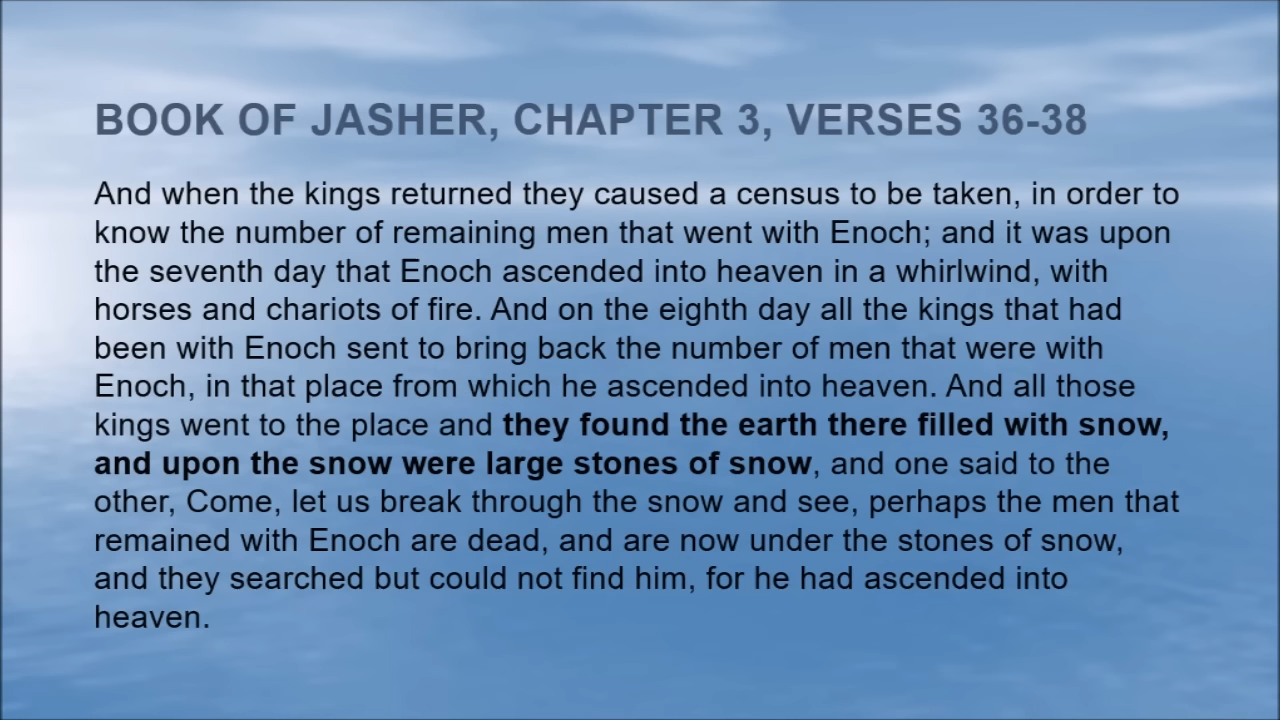 BOOK OF JASHER, CHAPTER 3, VERSES 36-38
And when the kings returned they caused a census to be taken, in order to
know the number of remaining men that went with Enoch; and it was upon
the seventh day that Enoch ascended into heaven in a whirlwind, with
horses and chariots of fire. And on the eighth day all the kings that had
been with Enoch sent to bring back the number of men that were with
Enoch, in that place from which he ascended into heaven. And all those
kings went to the place and they found the earth there filled with snow,
and upon the snow were large stones of snow, and one said to the
other, Come, let us break through the snow and see, perhaps the men that
remained with Enoch are dead, and are now under the stones of snow,
and they searched but could not find him, for he had ascended into
heaven.